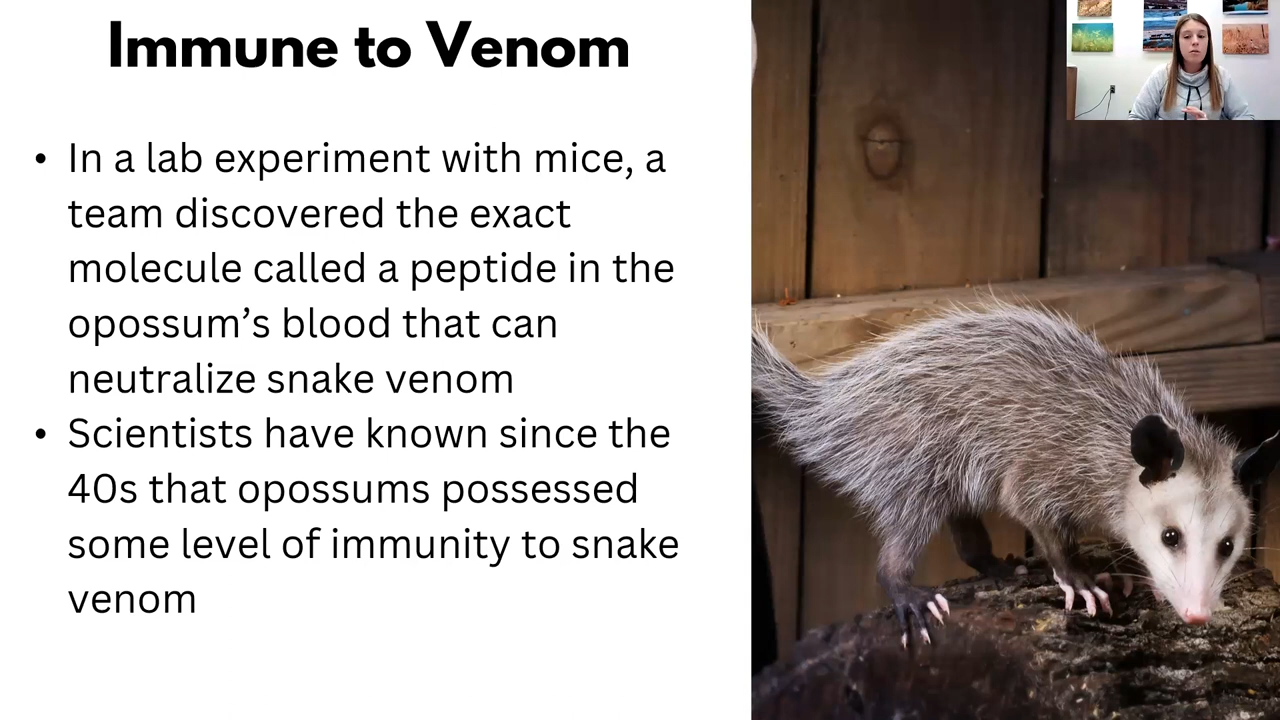 Immune to Venom
• In a lab experiment with mice, a
team discovered the exact
molecule called a peptide in the
opossum’s blood that can
neutralize snake venom
• Scientists have known since the
40s that opossums possessed
some level of immunity to snake
venom